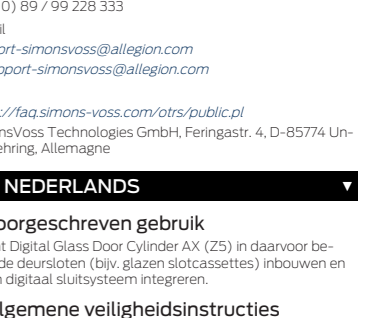 0) 89 / 99 228 333
il
ort-simonsvoss@allegion.com
pport-simonsvoss@allegion.com
://faq.simons-voss.com/otrs/public.pl
nsVoss Technologies GmbH, Feringastr. 4, D-85774 Un-
ehring, Allemagne
NEDERLANDS ▼
oorgeschreven gebruik
t Digital Glass Door Cylinder AX (Z5) in daarvoor be-
de deursloten (bijv. glazen slotcassettes) inbouwen en
n digitaal sluitsysteem integreren.
lgemene veiligheidsinstructies